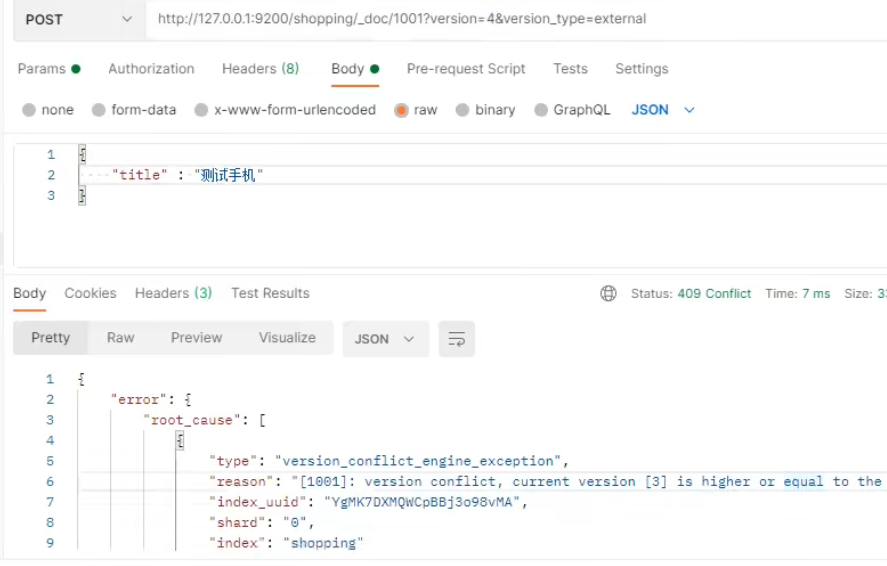 POST http://127.0.0.1:9200/shopping/_doc/1001?version=4&version_type=external
Params Authorization Headers (8) Body Pre-request Script Tests Settings
none form-data x-www-form-urlencoded raw binary GraphQL JSON
1 {
2 "title" : "测试手机"
3 }
Body Cookies Headers (3) Test Results Status: 409 Conflict Time: 7 ms Size:
Pretty Raw Preview Visualize JSON
1 {
2 "error": {
3 "root_cause": [
4 {
5 "type": "version_conflict_engine_exception",
6 "reason": "[1001]: version conflict, current version [3] is higher or equal to the
7 "index_uuid": "YgMK7DXMQWCpBBj3o98vMA",
8 "shard": "0",
9 "index": "shopping"